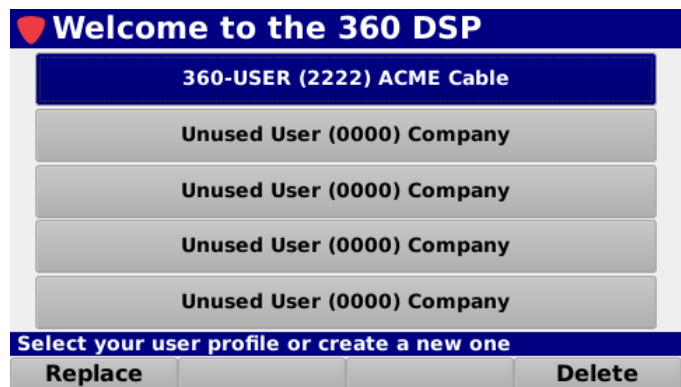 Welcome to the 360 DSP
360-USER (2222) ACME Cable
Unused User (0000) Company
Unused User (0000) Company
Unused User (0000) Company
Unused User (0000) Company
Select your user profile or create a new one
Replace
Delete